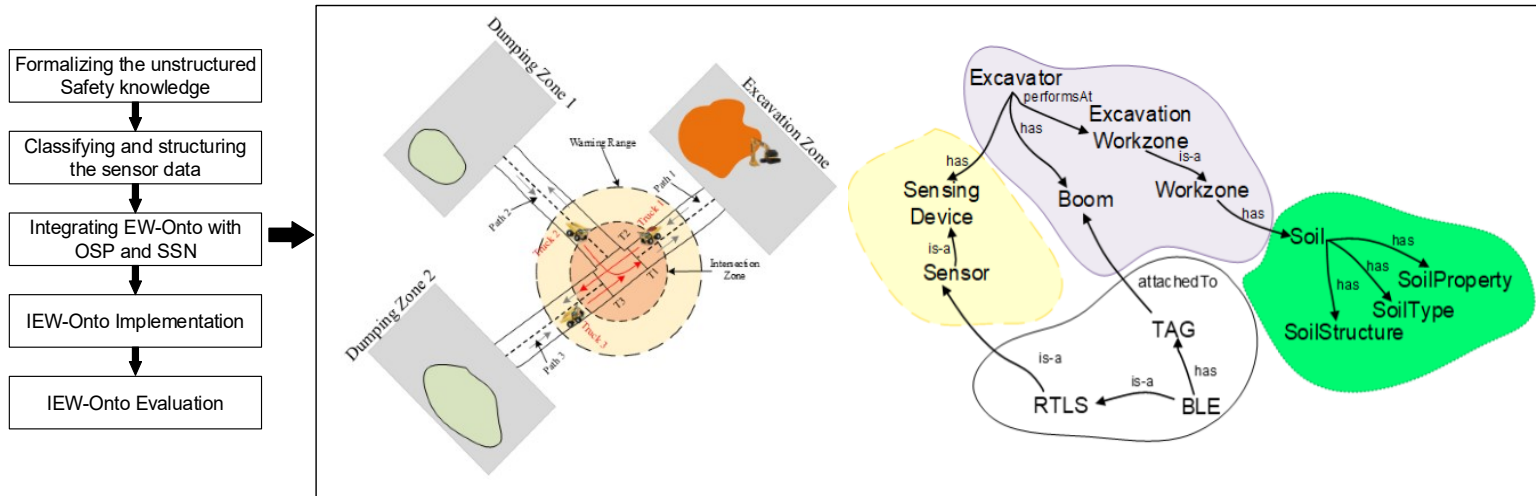 Formalizing the unstructured
Safety knowledge
Classifying and structuring
the sensor data
Integrating EW-Onto with
OSP and SSN
IEW-Onto Implementation
IEW-Onto Evaluation
Dumping Zone 1
Excavation Zone
Warning Range
Path 1
Path 2
Truck 1
Truck 2
T2
T1
T3
Intersection
Zone
Truck 3
Path 3
Dumping Zone 2
Excavator
performsAt
Excavation
Workzone
has
has
is-a
Sensing
Device
Boom
Workzone
has
is-a
Sensor
Soil
has
has
has
SoilProperty
SoilType
SoilStructure
attachedTo
TAG
is-a
is-a
has
RTLS
BLE